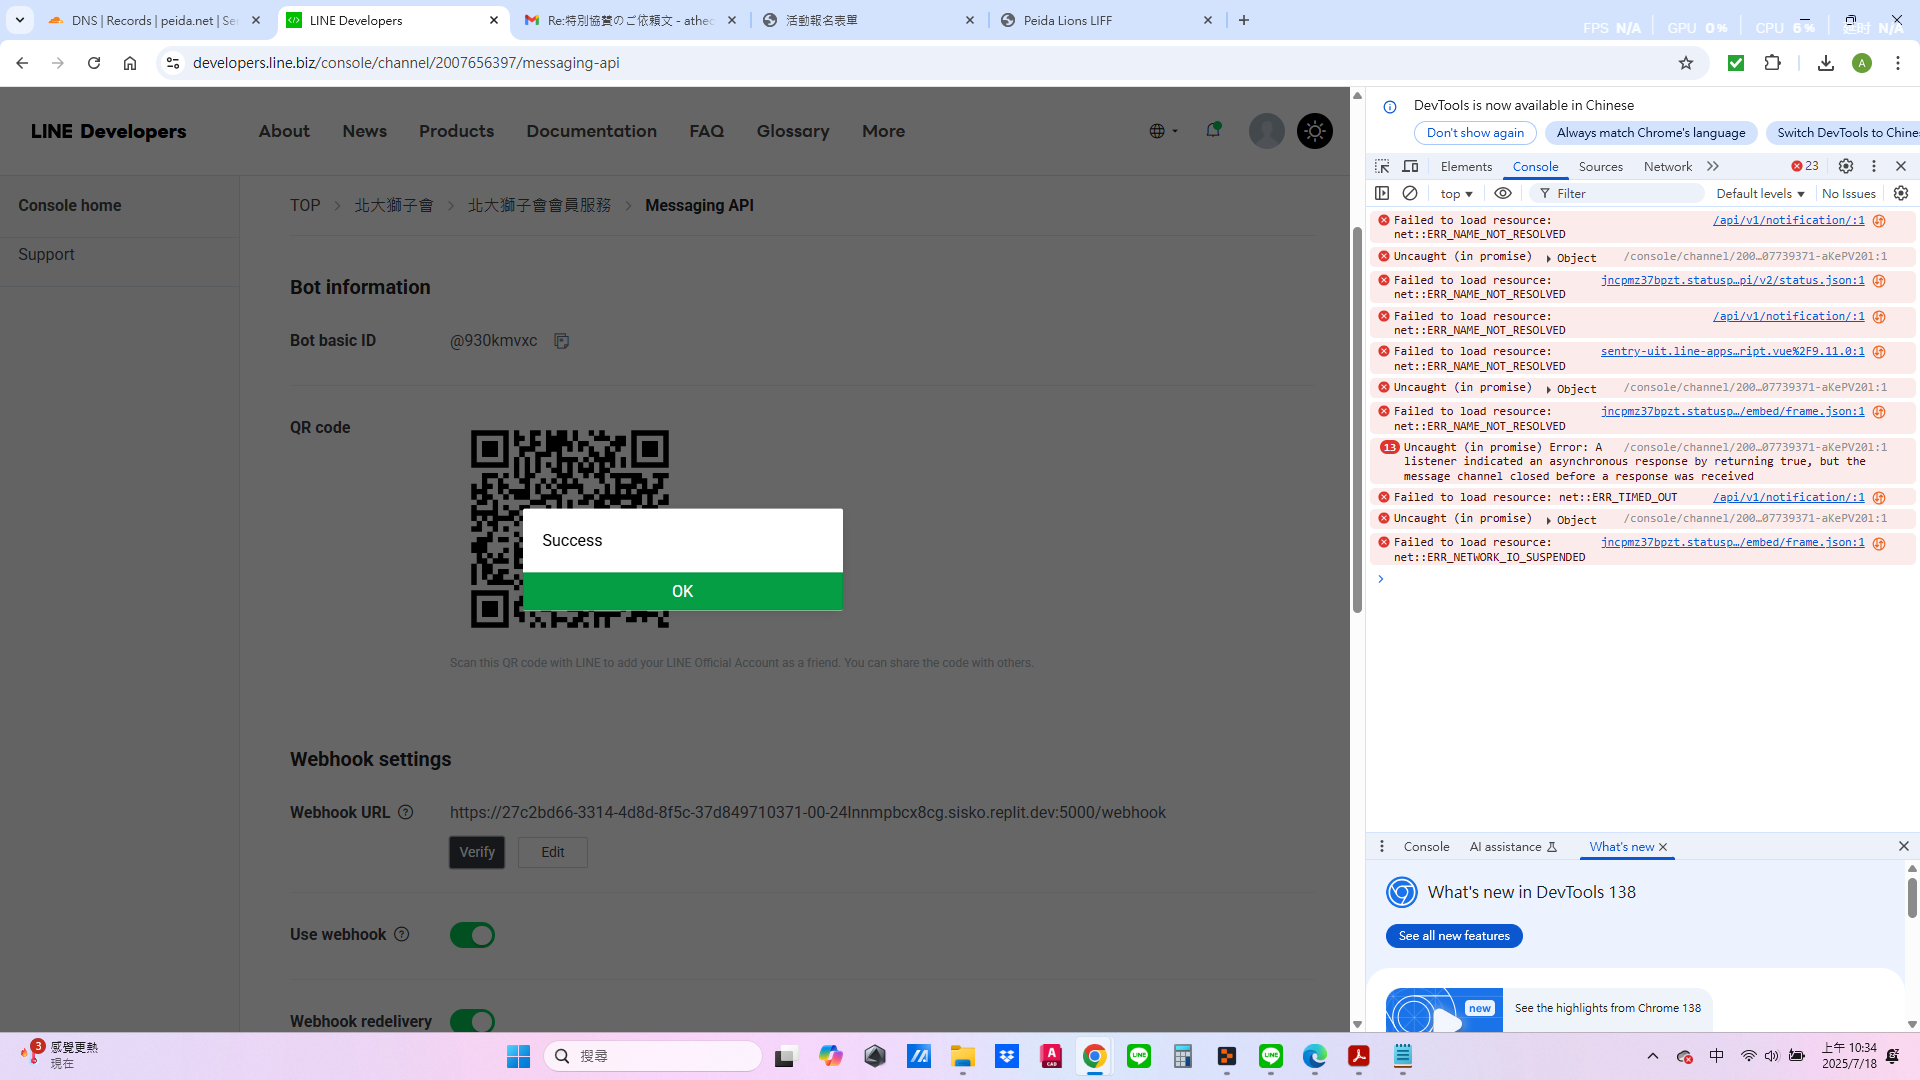 DNS | Records | peida.net | Se
LINE Developers
Re:特別協賛のご依頼文 - athec
活動報名表單
Peida Lions LIFF
FPS N/A
GPU 0%
CPU 6%
N/A
developers.line.biz/console/channel/2007656397/messaging-api
A
LINE Developers
About
News
Products
Documentation
FAQ
Glossary
More
Console home
Support
TOP
北大獅子會
北大獅子會會員服務
Messaging API
Bot information
Bot basic ID
@930kmvxc
QR code
Success
OK
Scan this QR code with LINE to add your LINE Official Account as a friend. You can share the code with others.
Webhook settings
Webhook URL
https://27c2bd66-3314-4d8d-8f5c-37d849710371-00-24lnnmpbcx8cg.sisko.replit.dev:5000/webhook
Verify
Edit
Use webhook
Webhook redelivery
DevTools is now available in Chinese
Don't show again
Always match Chrome's language
Switch DevTools to Chine
Elements
Console
Sources
Network
23
top
Filter
Default levels
No Issues
Failed to load resource: /api/v1/notification/:1
net::ERR_NAME_NOT_RESOLVED
Uncaught (in promise) Object /console/channel/200…07739371-aKePV20l:1
Failed to load resource: jncpmz37bpzt.statusp…pi/v2/status.json:1
net::ERR_NAME_NOT_RESOLVED
Failed to load resource: /api/v1/notification/:1
net::ERR_NAME_NOT_RESOLVED
Failed to load resource: sentry-uit.line-apps…ript.vue%2F9.11.0:1
net::ERR_NAME_NOT_RESOLVED
Uncaught (in promise) Object /console/channel/200…07739371-aKePV20l:1
Failed to load resource: jncpmz37bpzt.statusp…/embed/frame.json:1
net::ERR_NAME_NOT_RESOLVED
13 Uncaught (in promise) Error: A /console/channel/200…07739371-aKePV20l:1
listener indicated an asynchronous response by returning true, but the
message channel closed before a response was received
Failed to load resource: net::ERR_TIMED_OUT /api/v1/notification/:1
Uncaught (in promise) Object /console/channel/200…07739371-aKePV20l:1
Failed to load resource: jncpmz37bpzt.statusp…/embed/frame.json:1
net::ERR_NETWORK_IO_SUSPENDED
Console
AI assistance
What's new
What's new in DevTools 138
See all new features
new
See the highlights from Chrome 138
3
感覺更熱
現在
搜尋
中
上午 10:34
2025/7/18